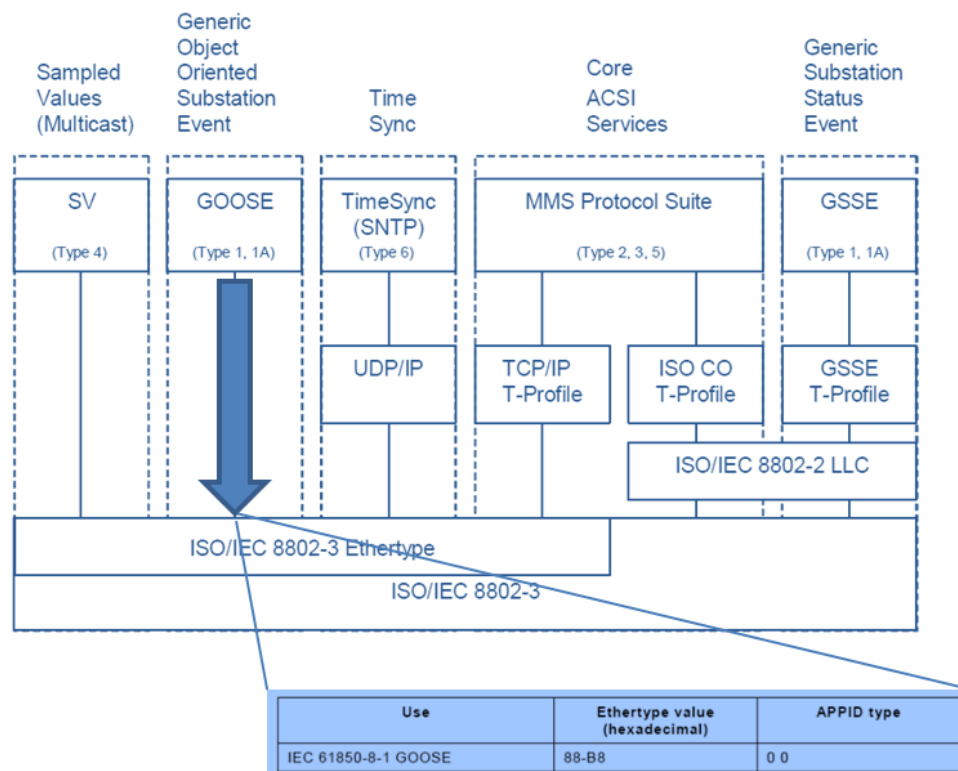 Sampled
Values
(Multicast)
Generic
Object
Oriented
Substation
Event
Time
Sync
Core
ACSI
Services
Generic
Substation
Status
Event
SV
(Type 4)
GOOSE
(Type 1, 1A)
TimeSync
(SNTP)
(Type 6)
MMS Protocol Suite
(Type 2, 3, 5)
GSSE
(Type 1, 1A)
UDP/IP
TCP/IP
T-Profile
ISO CO
T-Profile
GSSE
T-Profile
ISO/IEC 8802-2 LLC
ISO/IEC 8802-3 Ethertype
ISO/IEC 8802-3
Use
Ethertype value
(hexadecimal)
APPID type
IEC 61850-8-1 GOOSE
88-B8
0 0